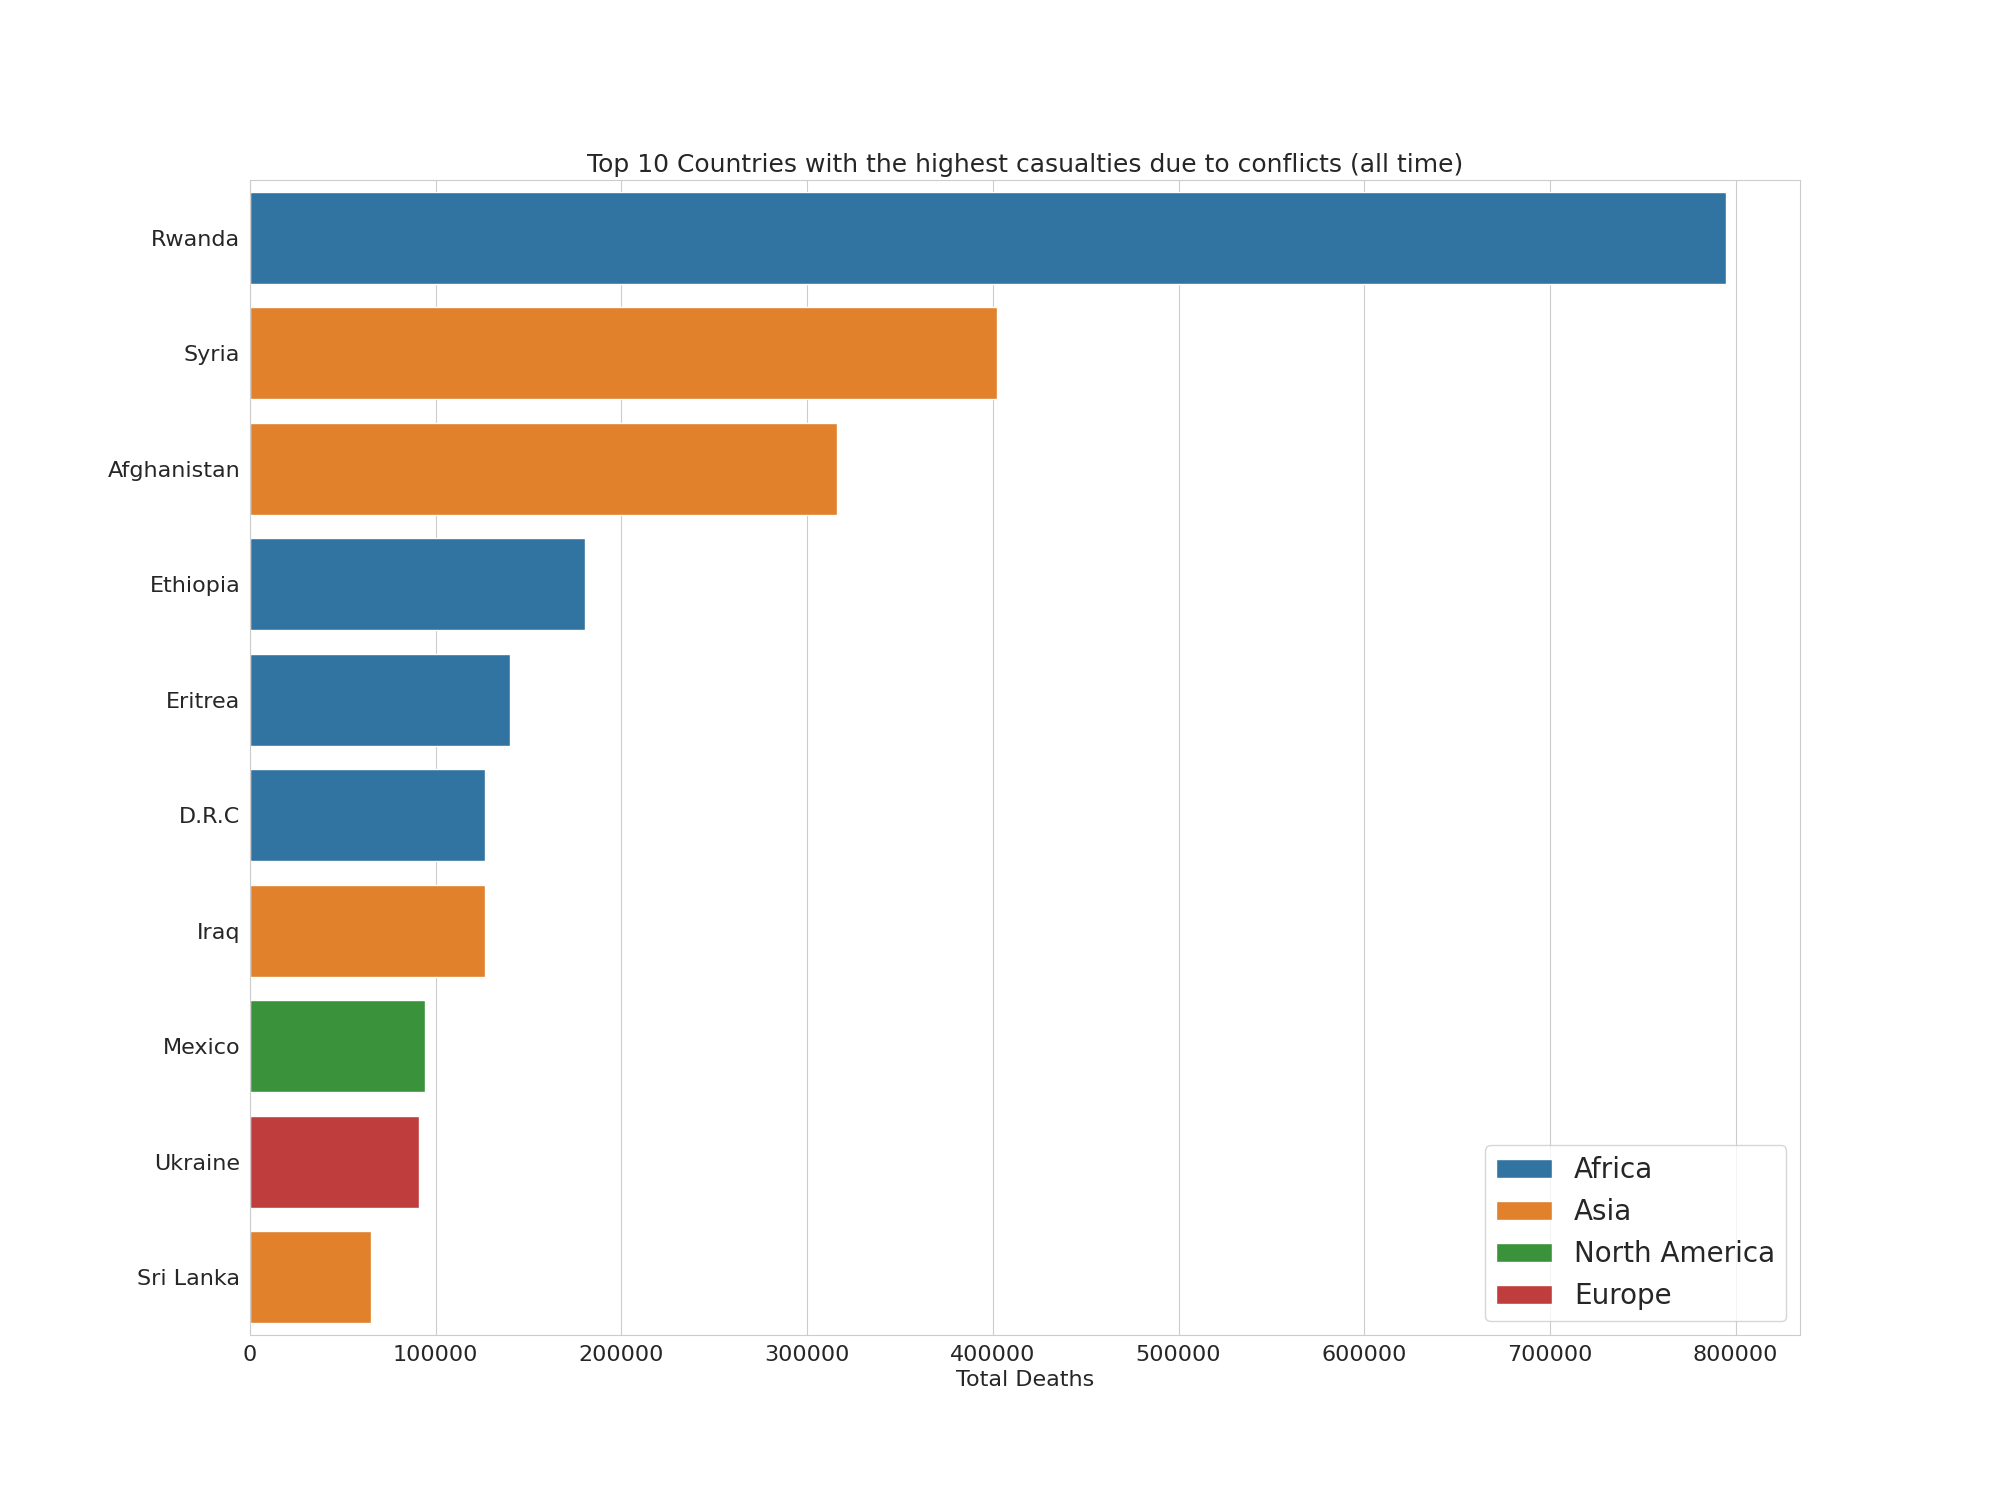 Top 10 Countries with the highest casualties due to conflicts (all time)
Rwanda
Syria
Afghanistan
Ethiopia
Eritrea
D.R.C
Iraq
Mexico
Ukraine
Sri Lanka
Africa
Asia
North America
Europe
0 100000 200000 300000 400000 500000 600000 700000 800000
Total Deaths